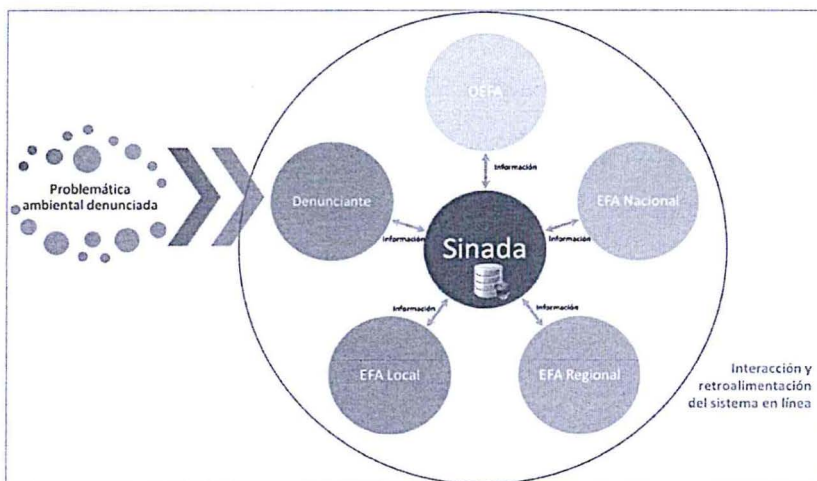 OEFA
Información
Problemática
ambiental denunciada
Denunciante
EFA Nacional
Información
Sinada
Información
Información
Información
EFA Local
EFA Regional
Interacción y
retroalimentación
del sistema en línea